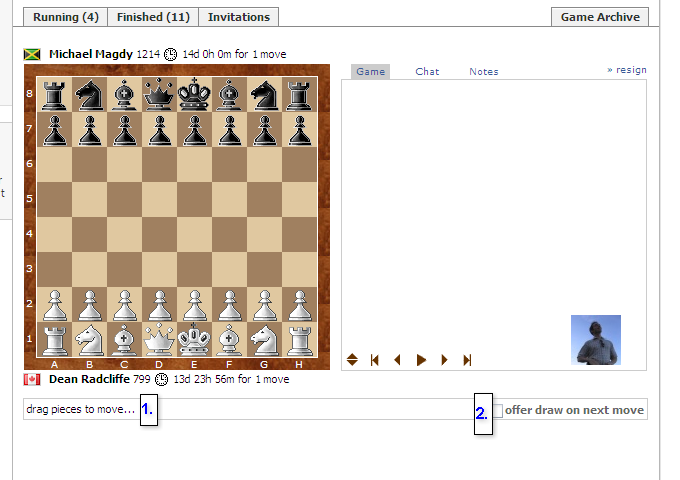 Running (4) Finished (11) Invitations Game Archive
Michael Magdy 1214 14d 0h 0m for 1 move
Game Chat Notes » resign
8
7
6
5
4
3
2
1
A B C D E F G H
Dean Radcliffe 799 13d 23h 56m for 1 move
drag pieces to move... 1. 2. offer draw on next move
r
t